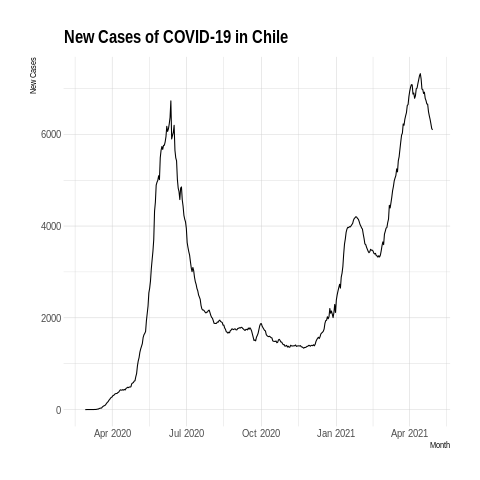 New Cases of COVID-19 in Chile
New Cases
6000
4000
2000
0
Apr 2020 Jul 2020 Oct 2020 Jan 2021 Apr 2021
Month